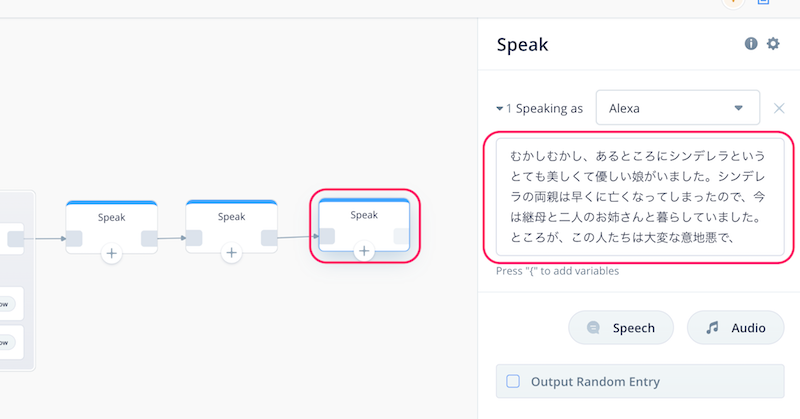 Speak
1 Speaking as
Alexa
むかしむかし、あるところにシンデレラという
とても美しくて優しい娘がいました。シンデレ
ラの両親は早くに亡くなってしまったので、今
は継母と二人のお姉さんと暮らしていました。
ところが、この人たちは大変な意地悪で、
Press "{" to add variables
Speech
Audio
Output Random Entry
Speak
Speak
Speak
ow
ow